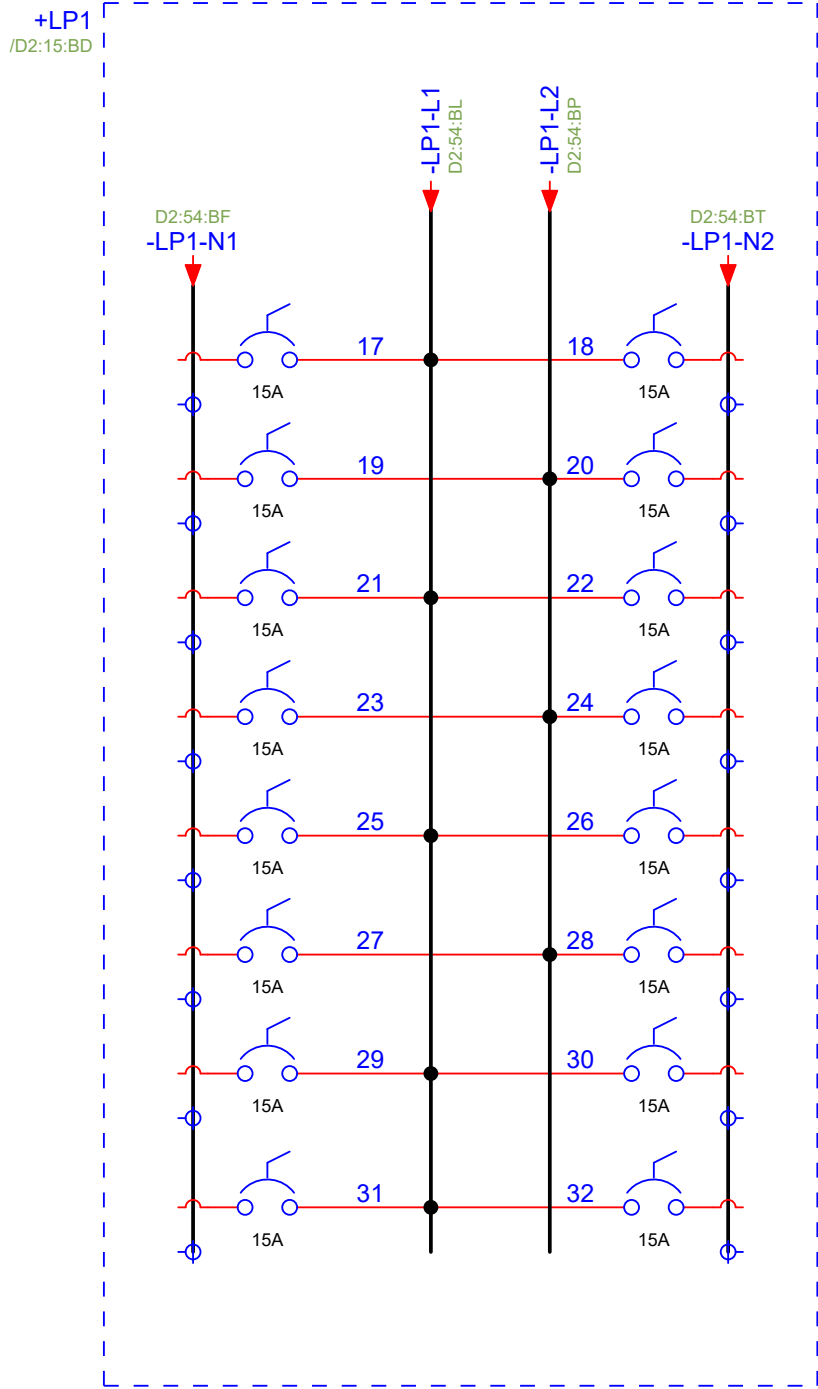 +LP1
/D2:15:BD
-LP1-L1
D2:54:BL
-LP1-L2
D2:54:BP
D2:54:BF
-LP1-N1
D2:54:BT
-LP1-N2
17 18
15A 15A
19 20
15A 15A
21 22
15A 15A
23 24
15A 15A
25 26
15A 15A
27 28
15A 15A
29 30
15A 15A
31 32
15A 15A